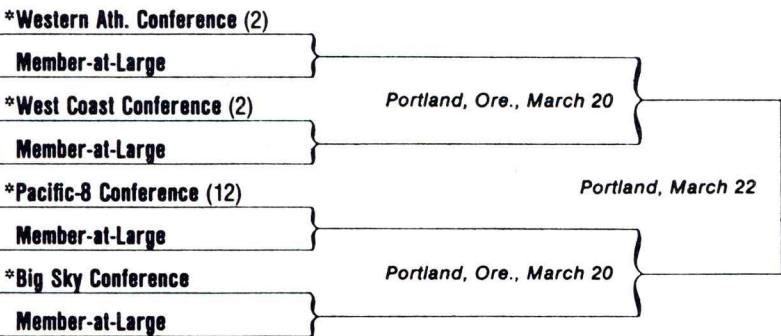 *Western Ath. Conference (2)
Member-at-Large
*West Coast Conference (2)
Portland, Ore., March 20
Member-at-Large
*Pacific-8 Conference (12)
Portland, March 22
Member-at-Large
*Big Sky Conference
Portland, Ore., March 20
Member-at-Large